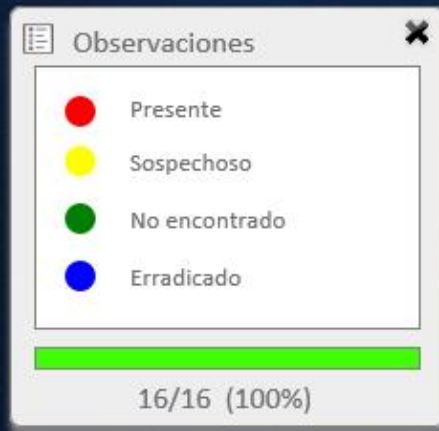 Observaciones
Presente
Sospechoso
No encontrado
Erradicado
16/16 (100%)